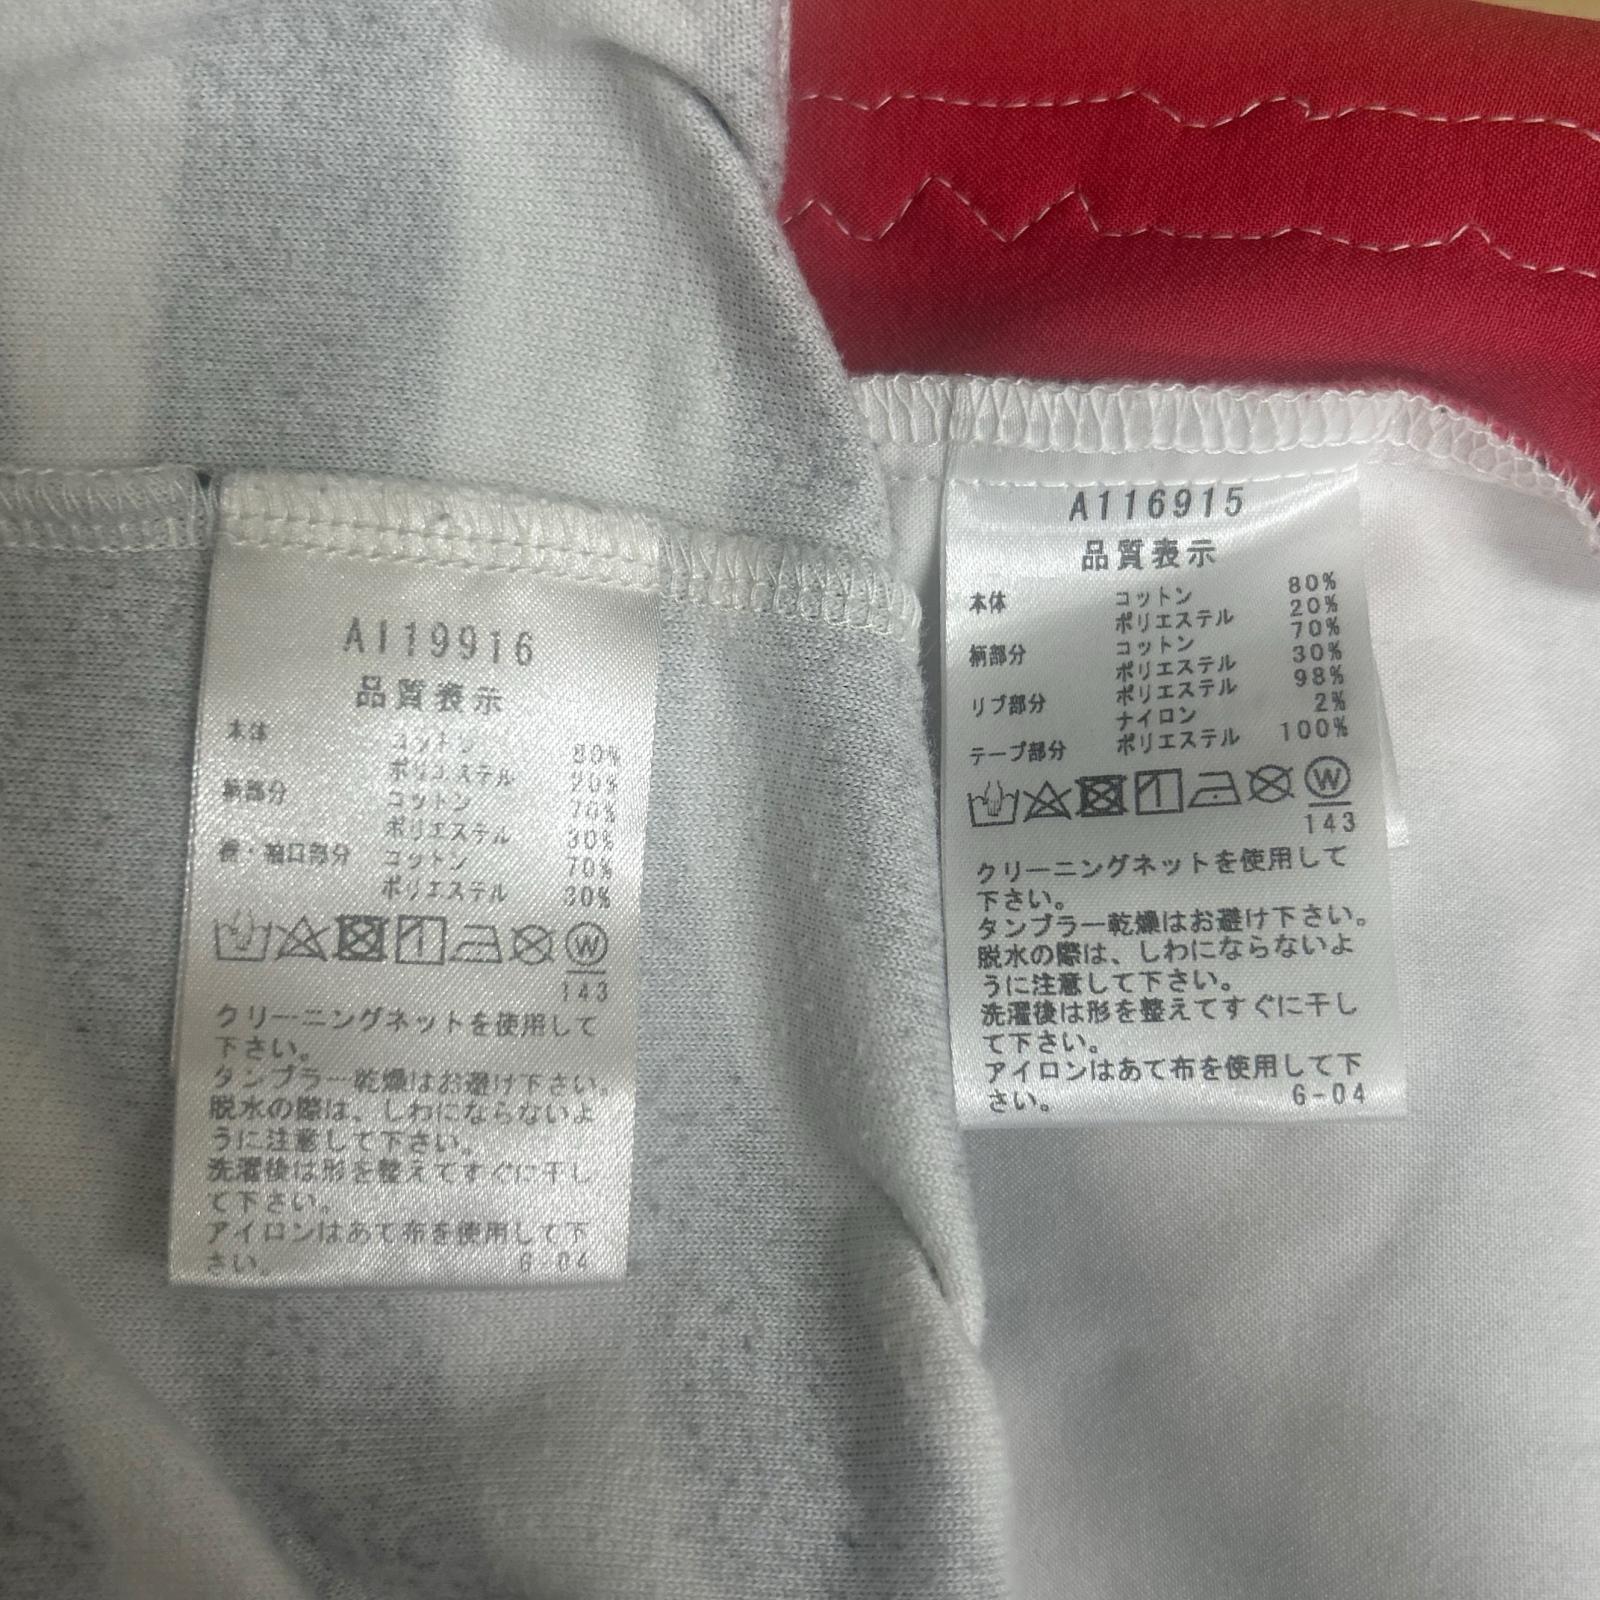 A119916
品質表示
本体 コットン 80%
ポリエステル 20%
柄部分 コットン 70%
ポリエステル 30%
衿・袖口部分 コットン 70%
ポリエステル 30%
W
143
クリーニングネットを使用して
下さい。
タンブラー乾燥はお避け下さい。
脱水の際は、しわにならないよ
うに注意して下さい。
洗濯後は形を整えてすぐに干し
て下さい。
アイロンはあて布を使用して下
さい。 6-04
A116915
品質表示
本体 コットン 80%
ポリエステル 20%
柄部分 コットン 70%
ポリエステル 30%
リブ部分 ポリエステル 98%
ナイロン 2%
テープ部分 ポリエステル 100%
W
143
クリーニングネットを使用して
下さい。
タンブラー乾燥はお避け下さい。
脱水の際は、しわにならないよ
うに注意して下さい。
洗濯後は形を整えてすぐに干し
て下さい。
アイロンはあて布を使用して下
さい。 6-04